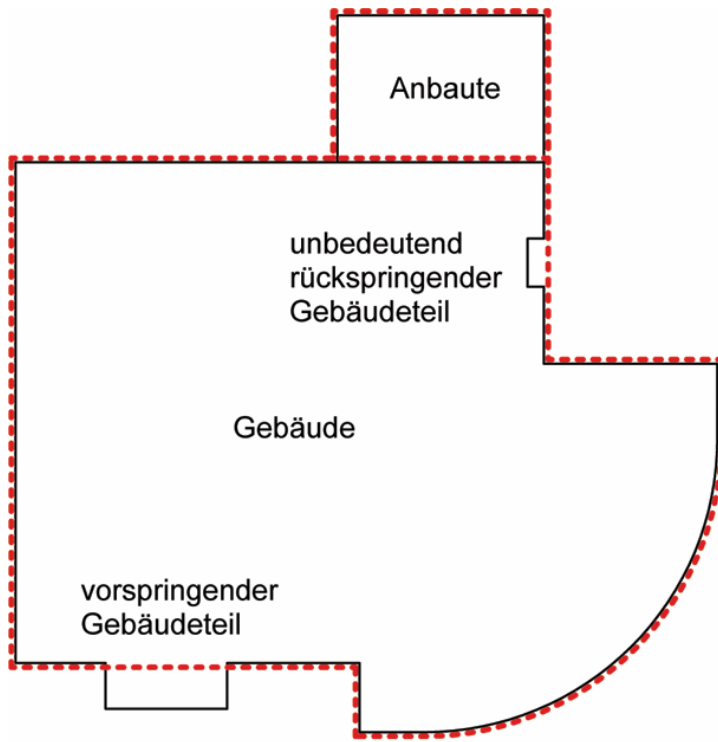 Anbaute
unbedeutend
rückspringender
Gebäudeteil
Gebäude
vorspringender
Gebäudeteil